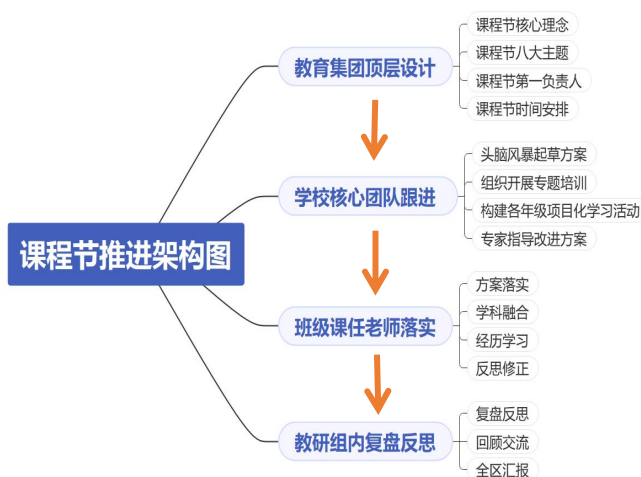 课程节推进架构图
教育集团顶层设计
课程节核心理念
课程节八大主题
课程节第一负责人
课程节时间安排
学校核心团队跟进
头脑风暴起草方案
组织开展专题培训
构建各年级项目化学习活动
专家指导改进方案
班级课任老师落实
方案落实
学科融合
经历学习
反思修正
教研组内复盘反思
复盘反思
回顾交流
全区汇报